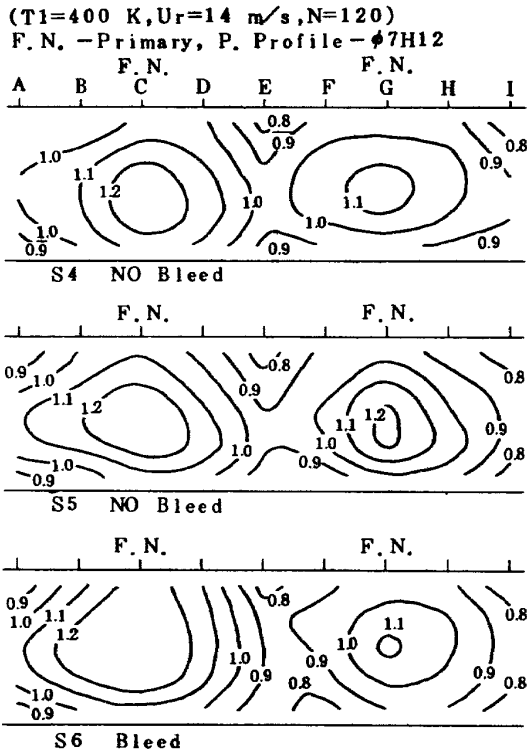 (T1=400 K,Ur=14 m/s,N=120)
F. N. -Primary, P. Profile-φ7H12
F. N. F. N.
A B C D E F G H I
0.8
1.0 0.9 0.8
1.1 0.9
1.2 1.0 1.1
1.0 1.0
0.9 0.9 0.9
S4 NO Bleed
F. N. F. N.
0.9 1.0 0.8 0.8
1.1 0.9
1.2 1.2
1.0 1.0 1.1 0.9
1.0 0.9 0.8
0.9
S5 NO Bleed
F. N. F. N.
0.9 0.8 0.8
1.0 1.1 1.1
1.2 1.0
1.0 0.9 0.9
1.0 0.9 0.8 0.8
0.9
S6 Bleed